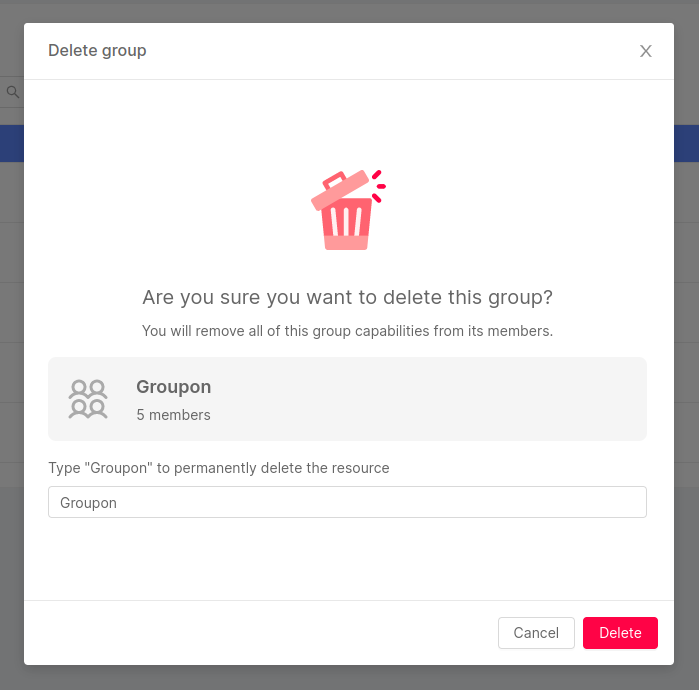 Delete group
Are you sure you want to delete this group?
You will remove all of this group capabilities from its members.
Groupon
5 members
Type "Groupon" to permanently delete the resource
Groupon
Cancel
Delete